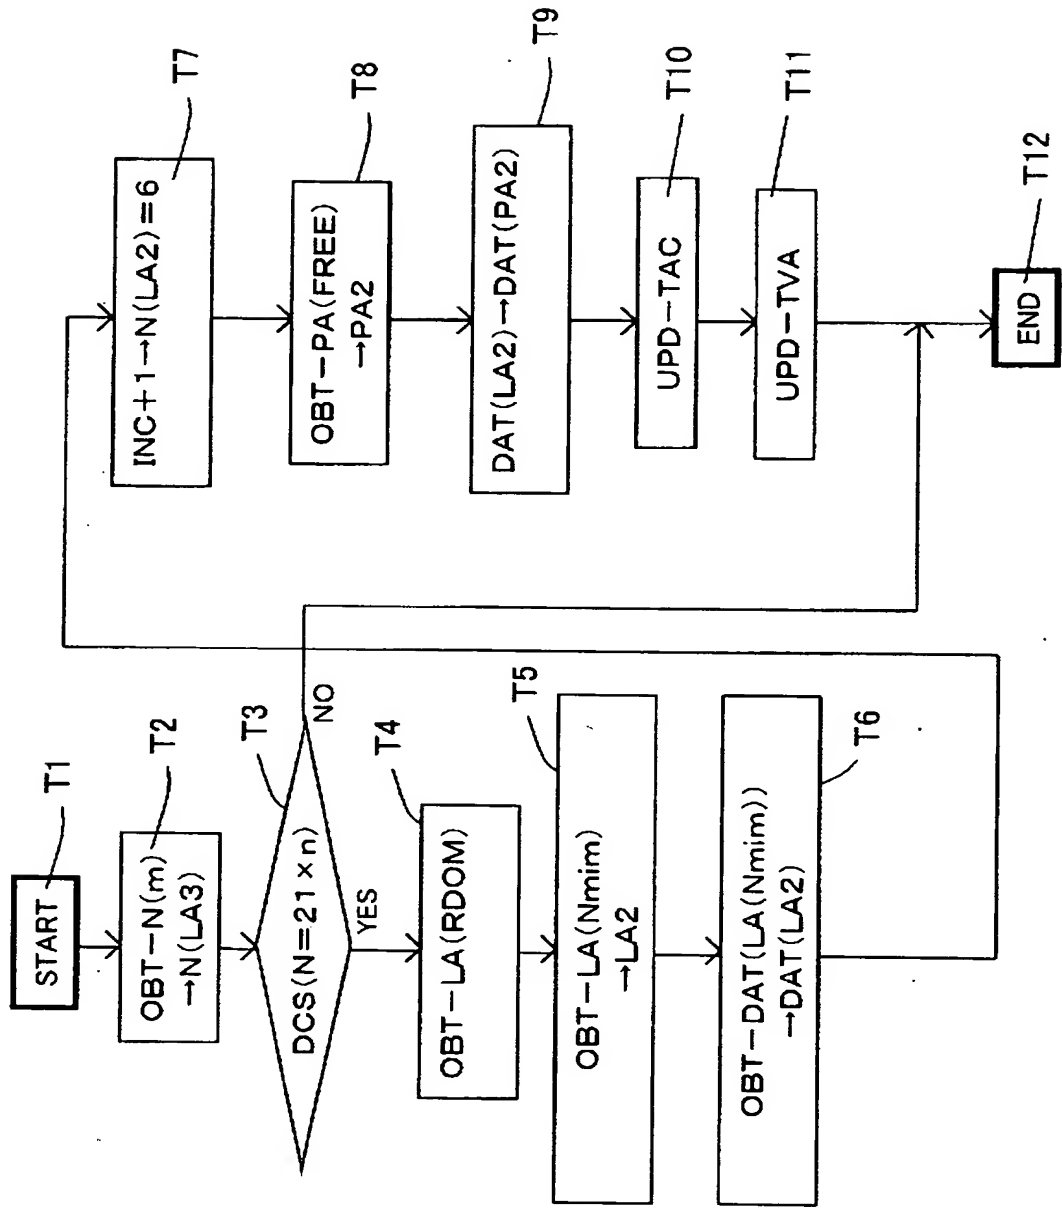 START
T1
OBT-N(m)
→N(LA3)
T2
DCS(N=21×n)
T3
NO
YES
OBT-LA(RDOM)
T4
OBT-LA(Nmim)
→LA2
T5
OBT-DAT(LA(Nmim))
→DAT(LA2)
T6
INC+1→N(LA2)=6
T7
OBT-PA(FREE)
→PA2
T8
DAT(LA2)→DAT(PA2)
T9
UPD-TAC
T10
UPD-TVA
T11
END
T12